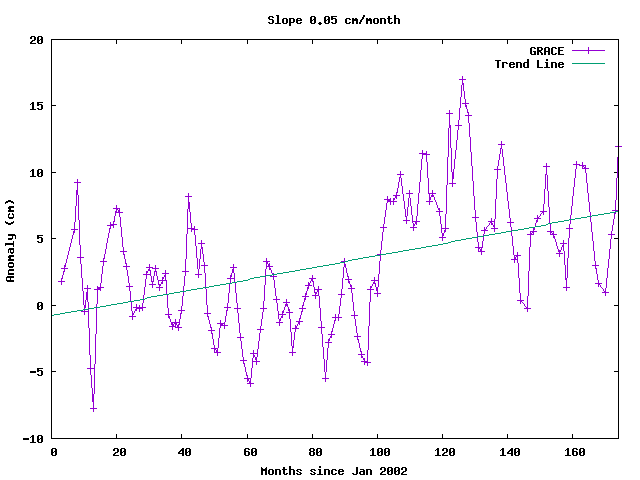 Slope 0.05 cm/month
GRACE
Trend Line
20
15
10
5
0
-5
-10
Anomaly (cm)
0 20 40 60 80 100 120 140 160
Months since Jan 2002